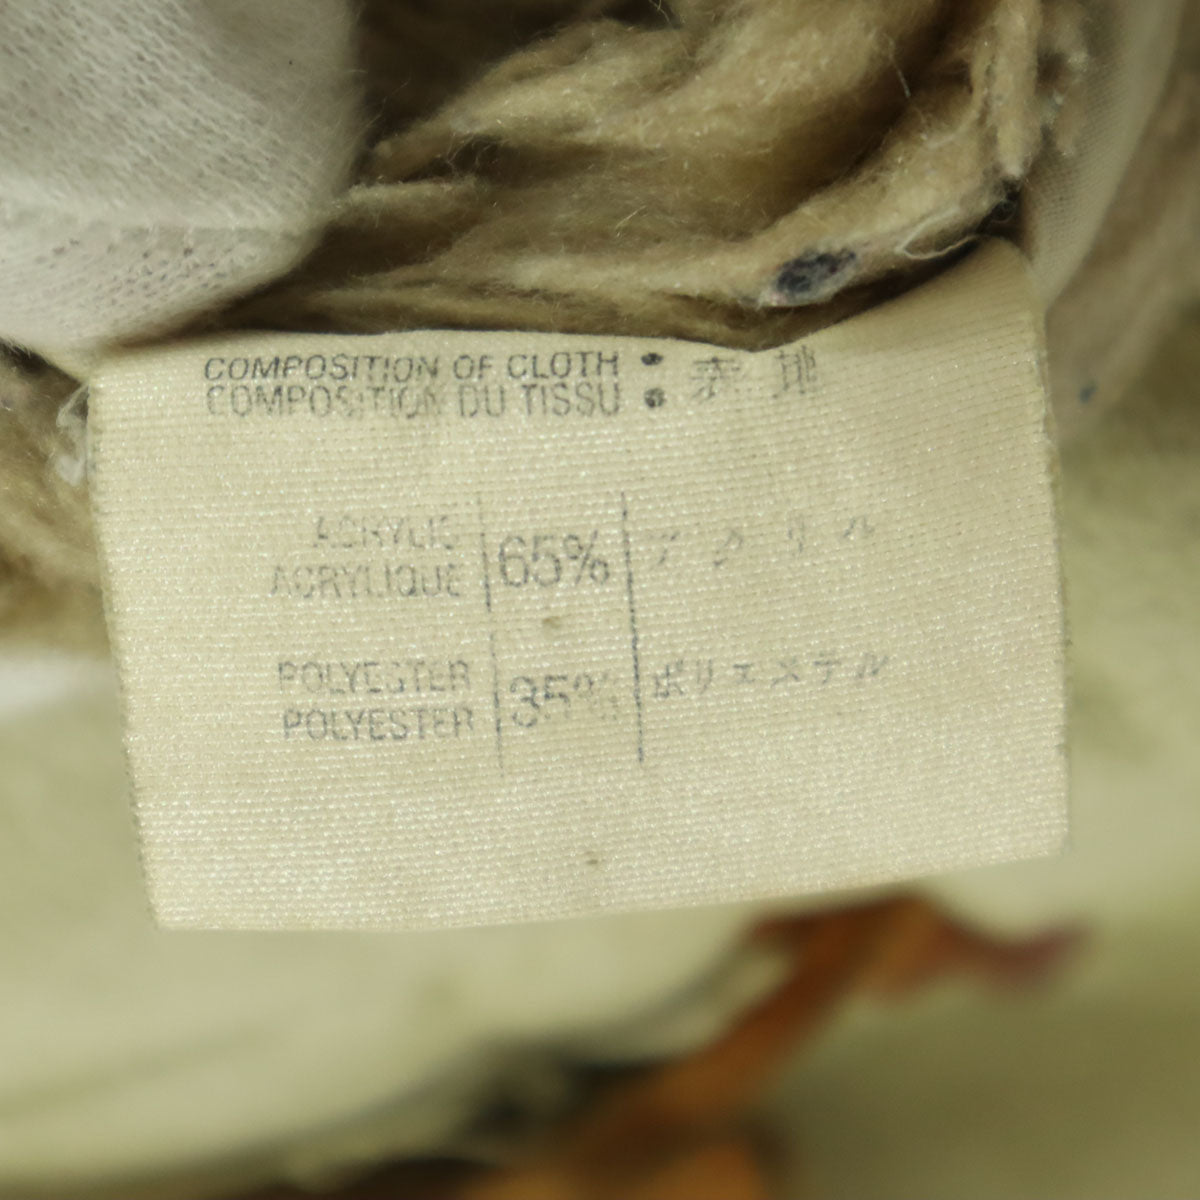 COMPOSITION OF CLOTH : 表 地
COMPOSITION DU TISSU
ACRYLIC
ACRYLIQUE 65% アクリル
POLYESTER
POLYESTER 35% ポリエステル